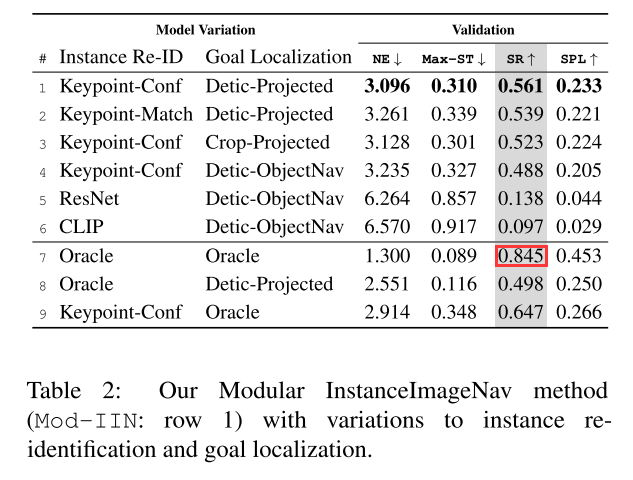 Model Variation Validation
# Instance Re-ID Goal Localization NE↓ Max-ST↓ SR↑ SPL↑
1 Keypoint-Conf Detic-Projected 3.096 0.310 0.561 0.233
2 Keypoint-Match Detic-Projected 3.261 0.339 0.539 0.221
3 Keypoint-Conf Crop-Projected 3.128 0.301 0.523 0.224
4 Keypoint-Conf Detic-ObjectNav 3.235 0.327 0.488 0.205
5 ResNet Detic-ObjectNav 6.264 0.857 0.138 0.044
6 CLIP Detic-ObjectNav 6.570 0.917 0.097 0.029
7 Oracle Oracle 1.300 0.089 0.845 0.453
8 Oracle Detic-Projected 2.551 0.116 0.498 0.250
9 Keypoint-Conf Oracle 2.914 0.348 0.647 0.266
Table 2: Our Modular InstanceImageNav method
(Mod-IIN: row 1) with variations to instance re-
identification and goal localization.